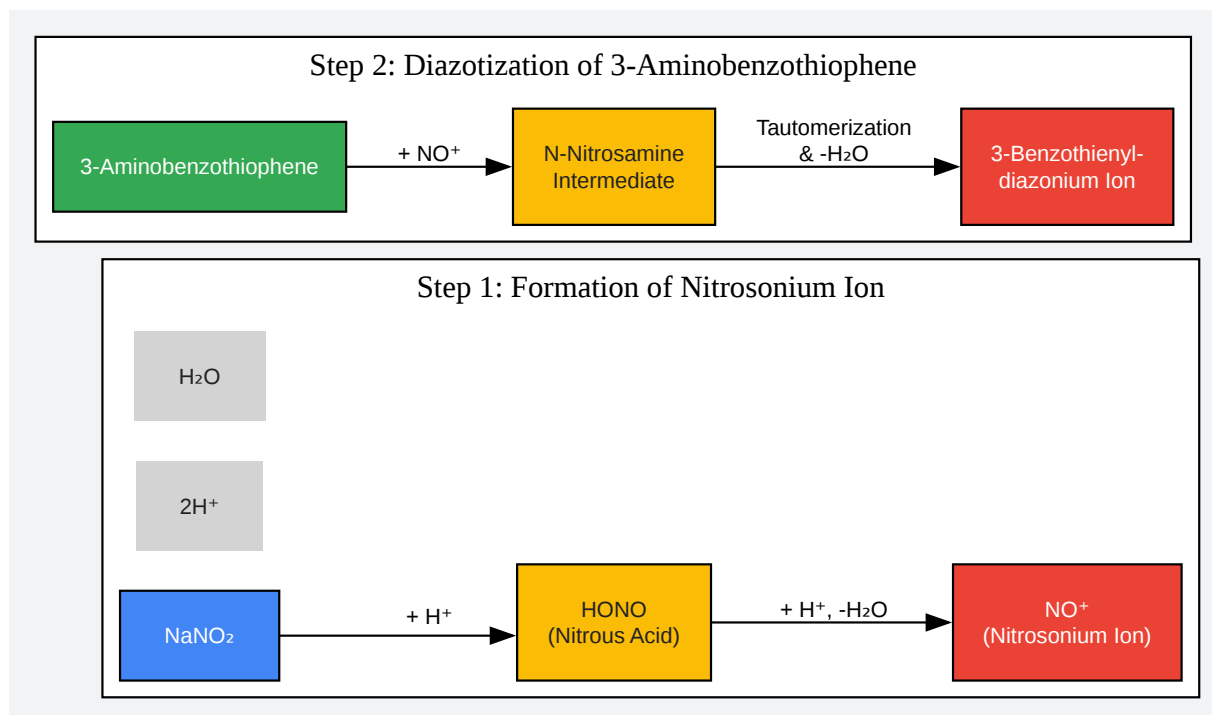 Step 2: Diazotization of 3-Aminobenzothiophene
3-Aminobenzothiophene
+ NO⁺
N-Nitrosamine
Intermediate
Tautomerization
& -H₂O
3-Benzothienyl-
diazonium Ion
Step 1: Formation of Nitrosonium Ion
H₂O
2H⁺
NaNO₂
+ H⁺
HONO
(Nitrous Acid)
+ H⁺, -H₂O
NO⁺
(Nitrosonium Ion)